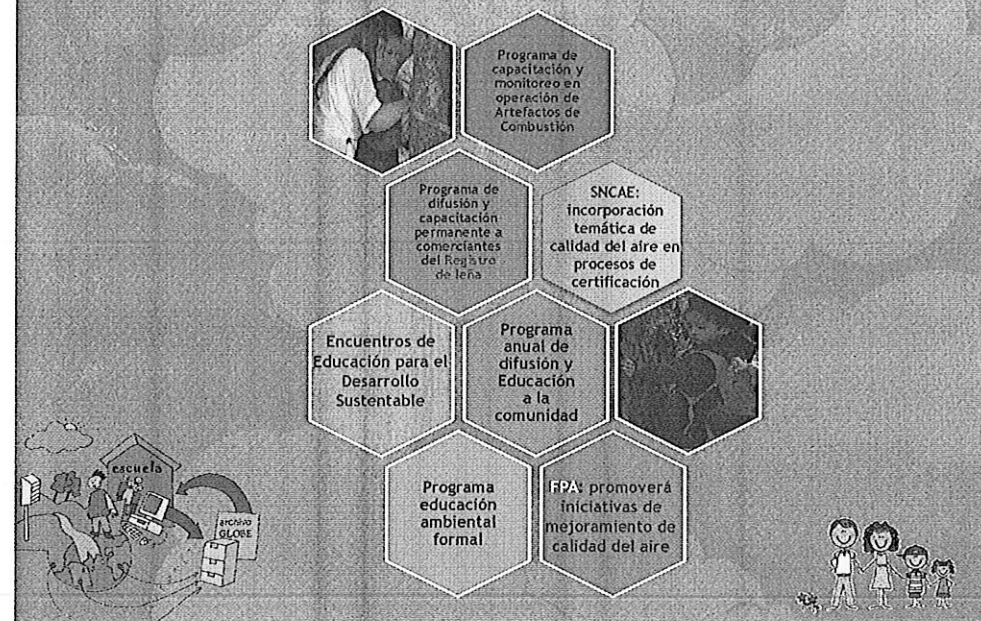 Programa de
capacitación y
monitoreo en
operación de
Artefactos de
Combustión
Programa de
difusión y
capacitación
permanente a
comerciantes
del Registro
de leña
SNCAE:
incorporación
temática de
calidad del aire en
procesos de
certificación
Encuentros de
Educación para el
Desarrollo
Sustentable
Programa
anual de
difusión y
Educación
a la
comunidad
Programa
educación
ambiental
formal
FPA: promoverá
iniciativas de
mejoramiento de
calidad del aire
escuela
archivo
GLOBE